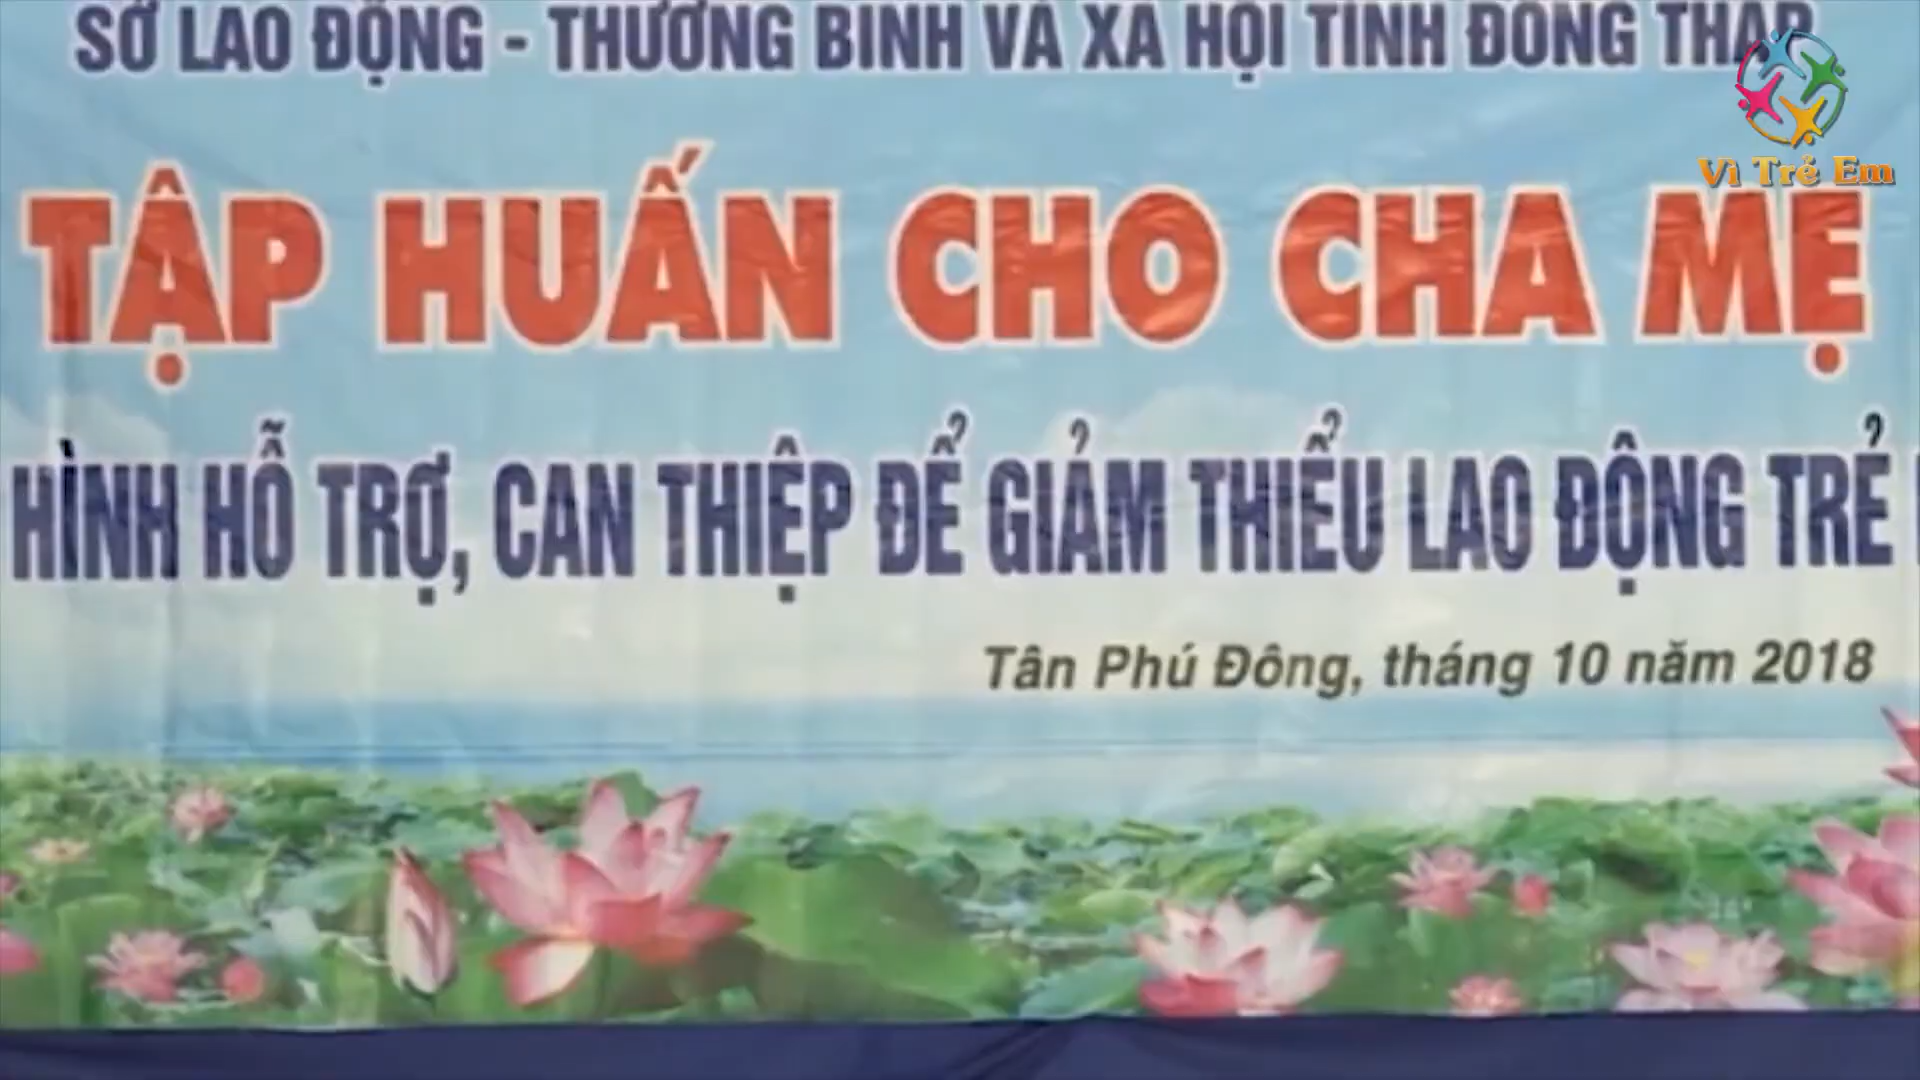 SỞ LAO ĐỘNG - THƯƠNG BINH VÀ XÃ HỘI TỈNH ĐỒNG THÁP
Vì Trẻ Em
TẬP HUẤN CHO CHA MẸ
HÌNH HỖ TRỢ, CAN THIỆP ĐỂ GIẢM THIỂU LAO ĐỘNG TRẺ
Tân Phú Đông, tháng 10 năm 2018